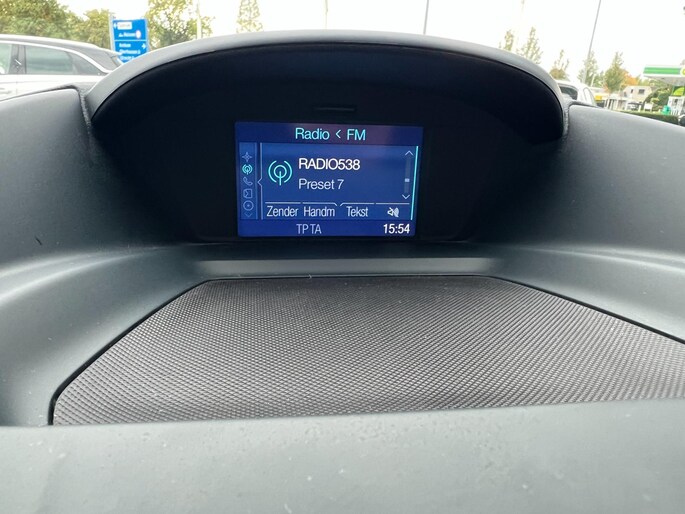 Radio < FM
RADIO538
Preset 7
Zender Handm Tekst
TP TA 15:54